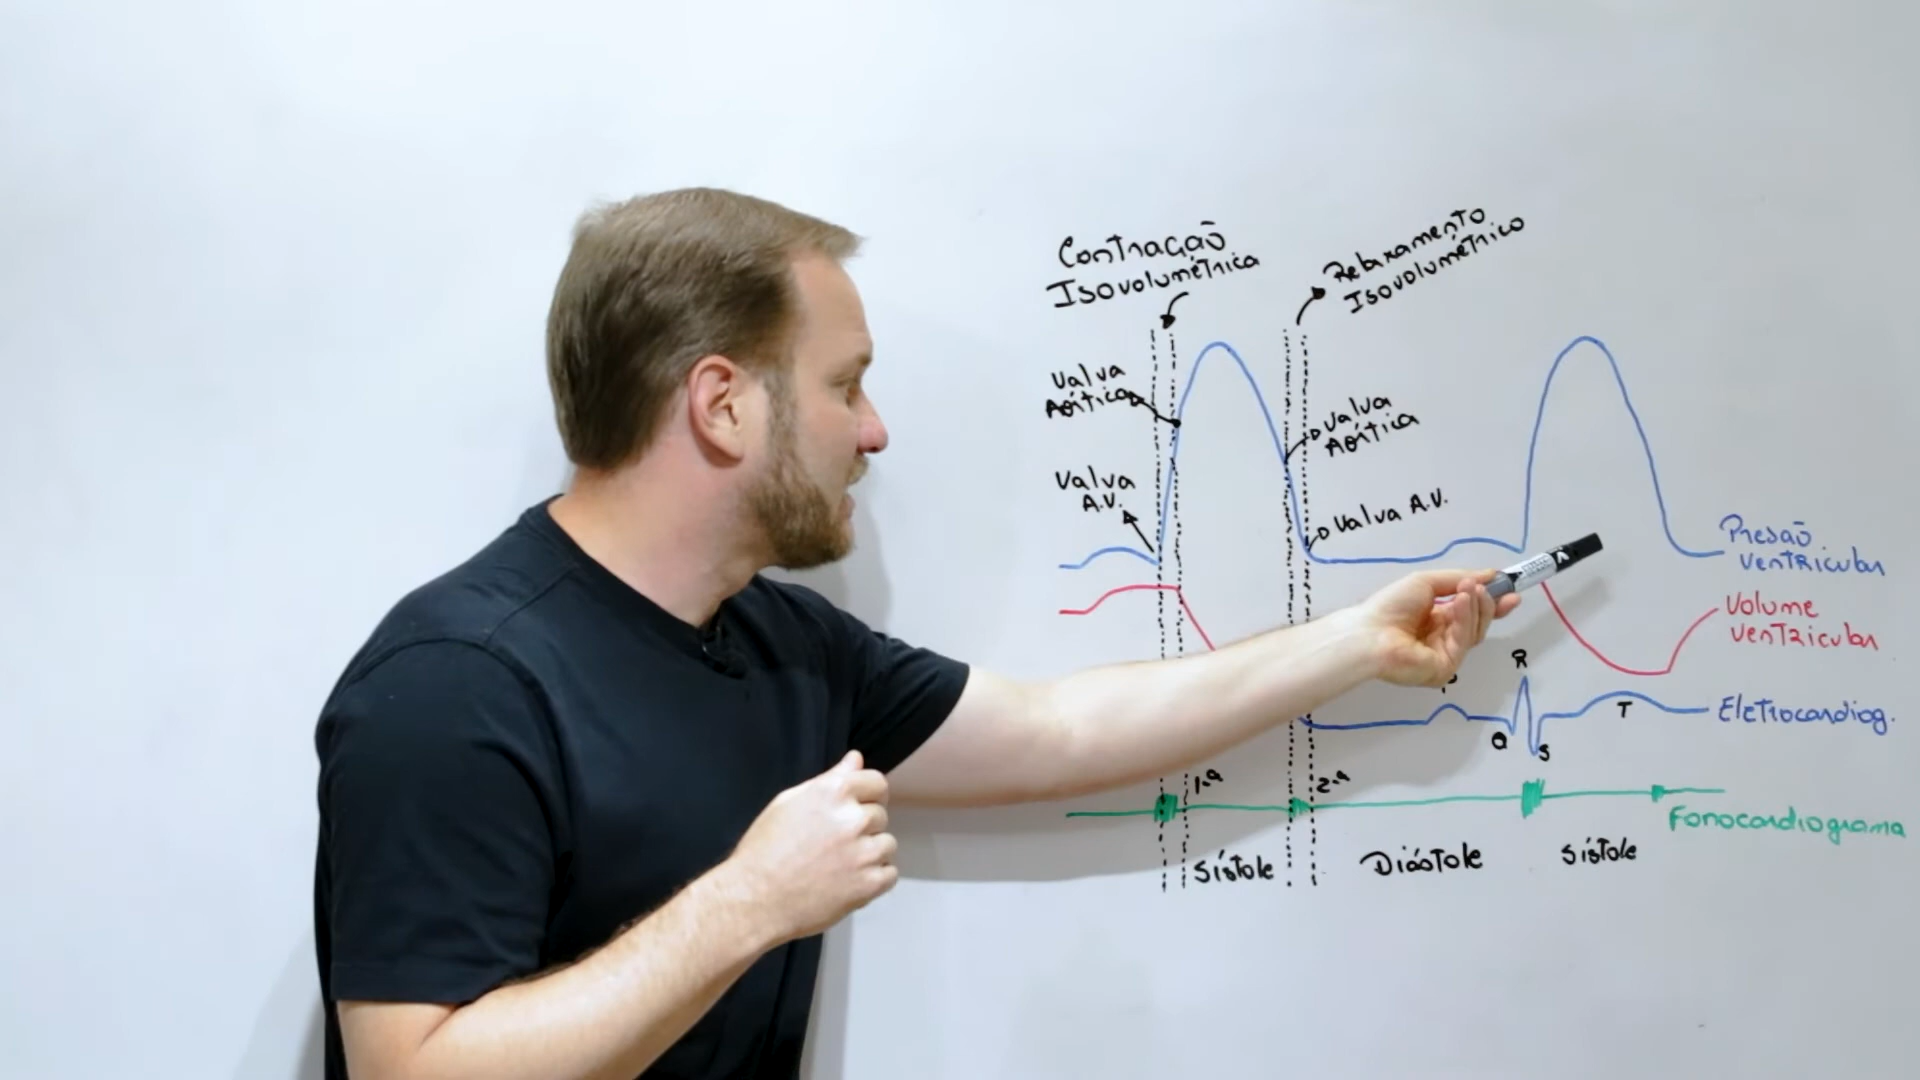 Contração
Isovolumétrica
Relaxamento
Isovolumétrico
Valva
Aórtica
Valva
Aórtica
Valva
A.V.
Valva A.V.
Presaõ
Ventricular
Volume
Ventricular
R
P
T
Eletrocardiog.
Q
S
1.ª
2.ª
Fonocardiograma
Sístole
Diástole
Sístole